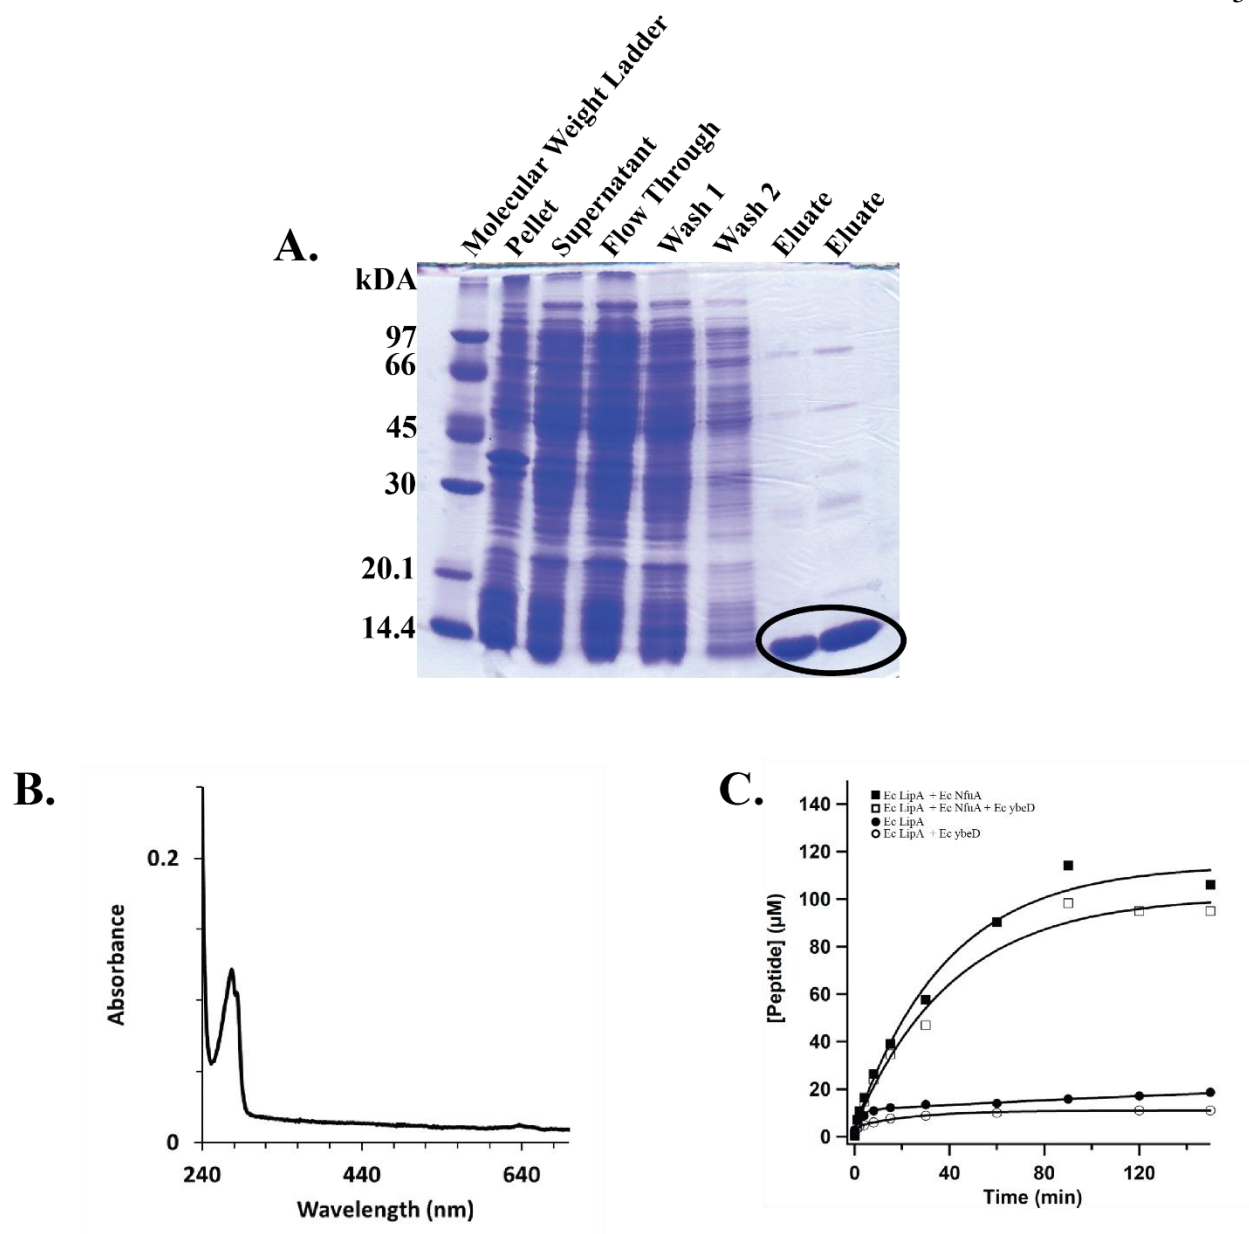 Molecular Weight Ladder
Pellet
Supernatant
Flow Through
Wash 1
Wash 2
Eluate
Eluate
A.
kDA
97
66
45
30
20.1
14.4
B.
0.2
0
Absorbance
240 440 640
Wavelength (nm)
C.
Ec LipA + Ec NfuA
Ec LipA + Ec NfuA + Ec ybeD
Ec LipA
Ec LipA + Ec ybeD
140
120
100
80
60
40
20
0
[Peptide] (µM)
0 40 80 120
Time (min)